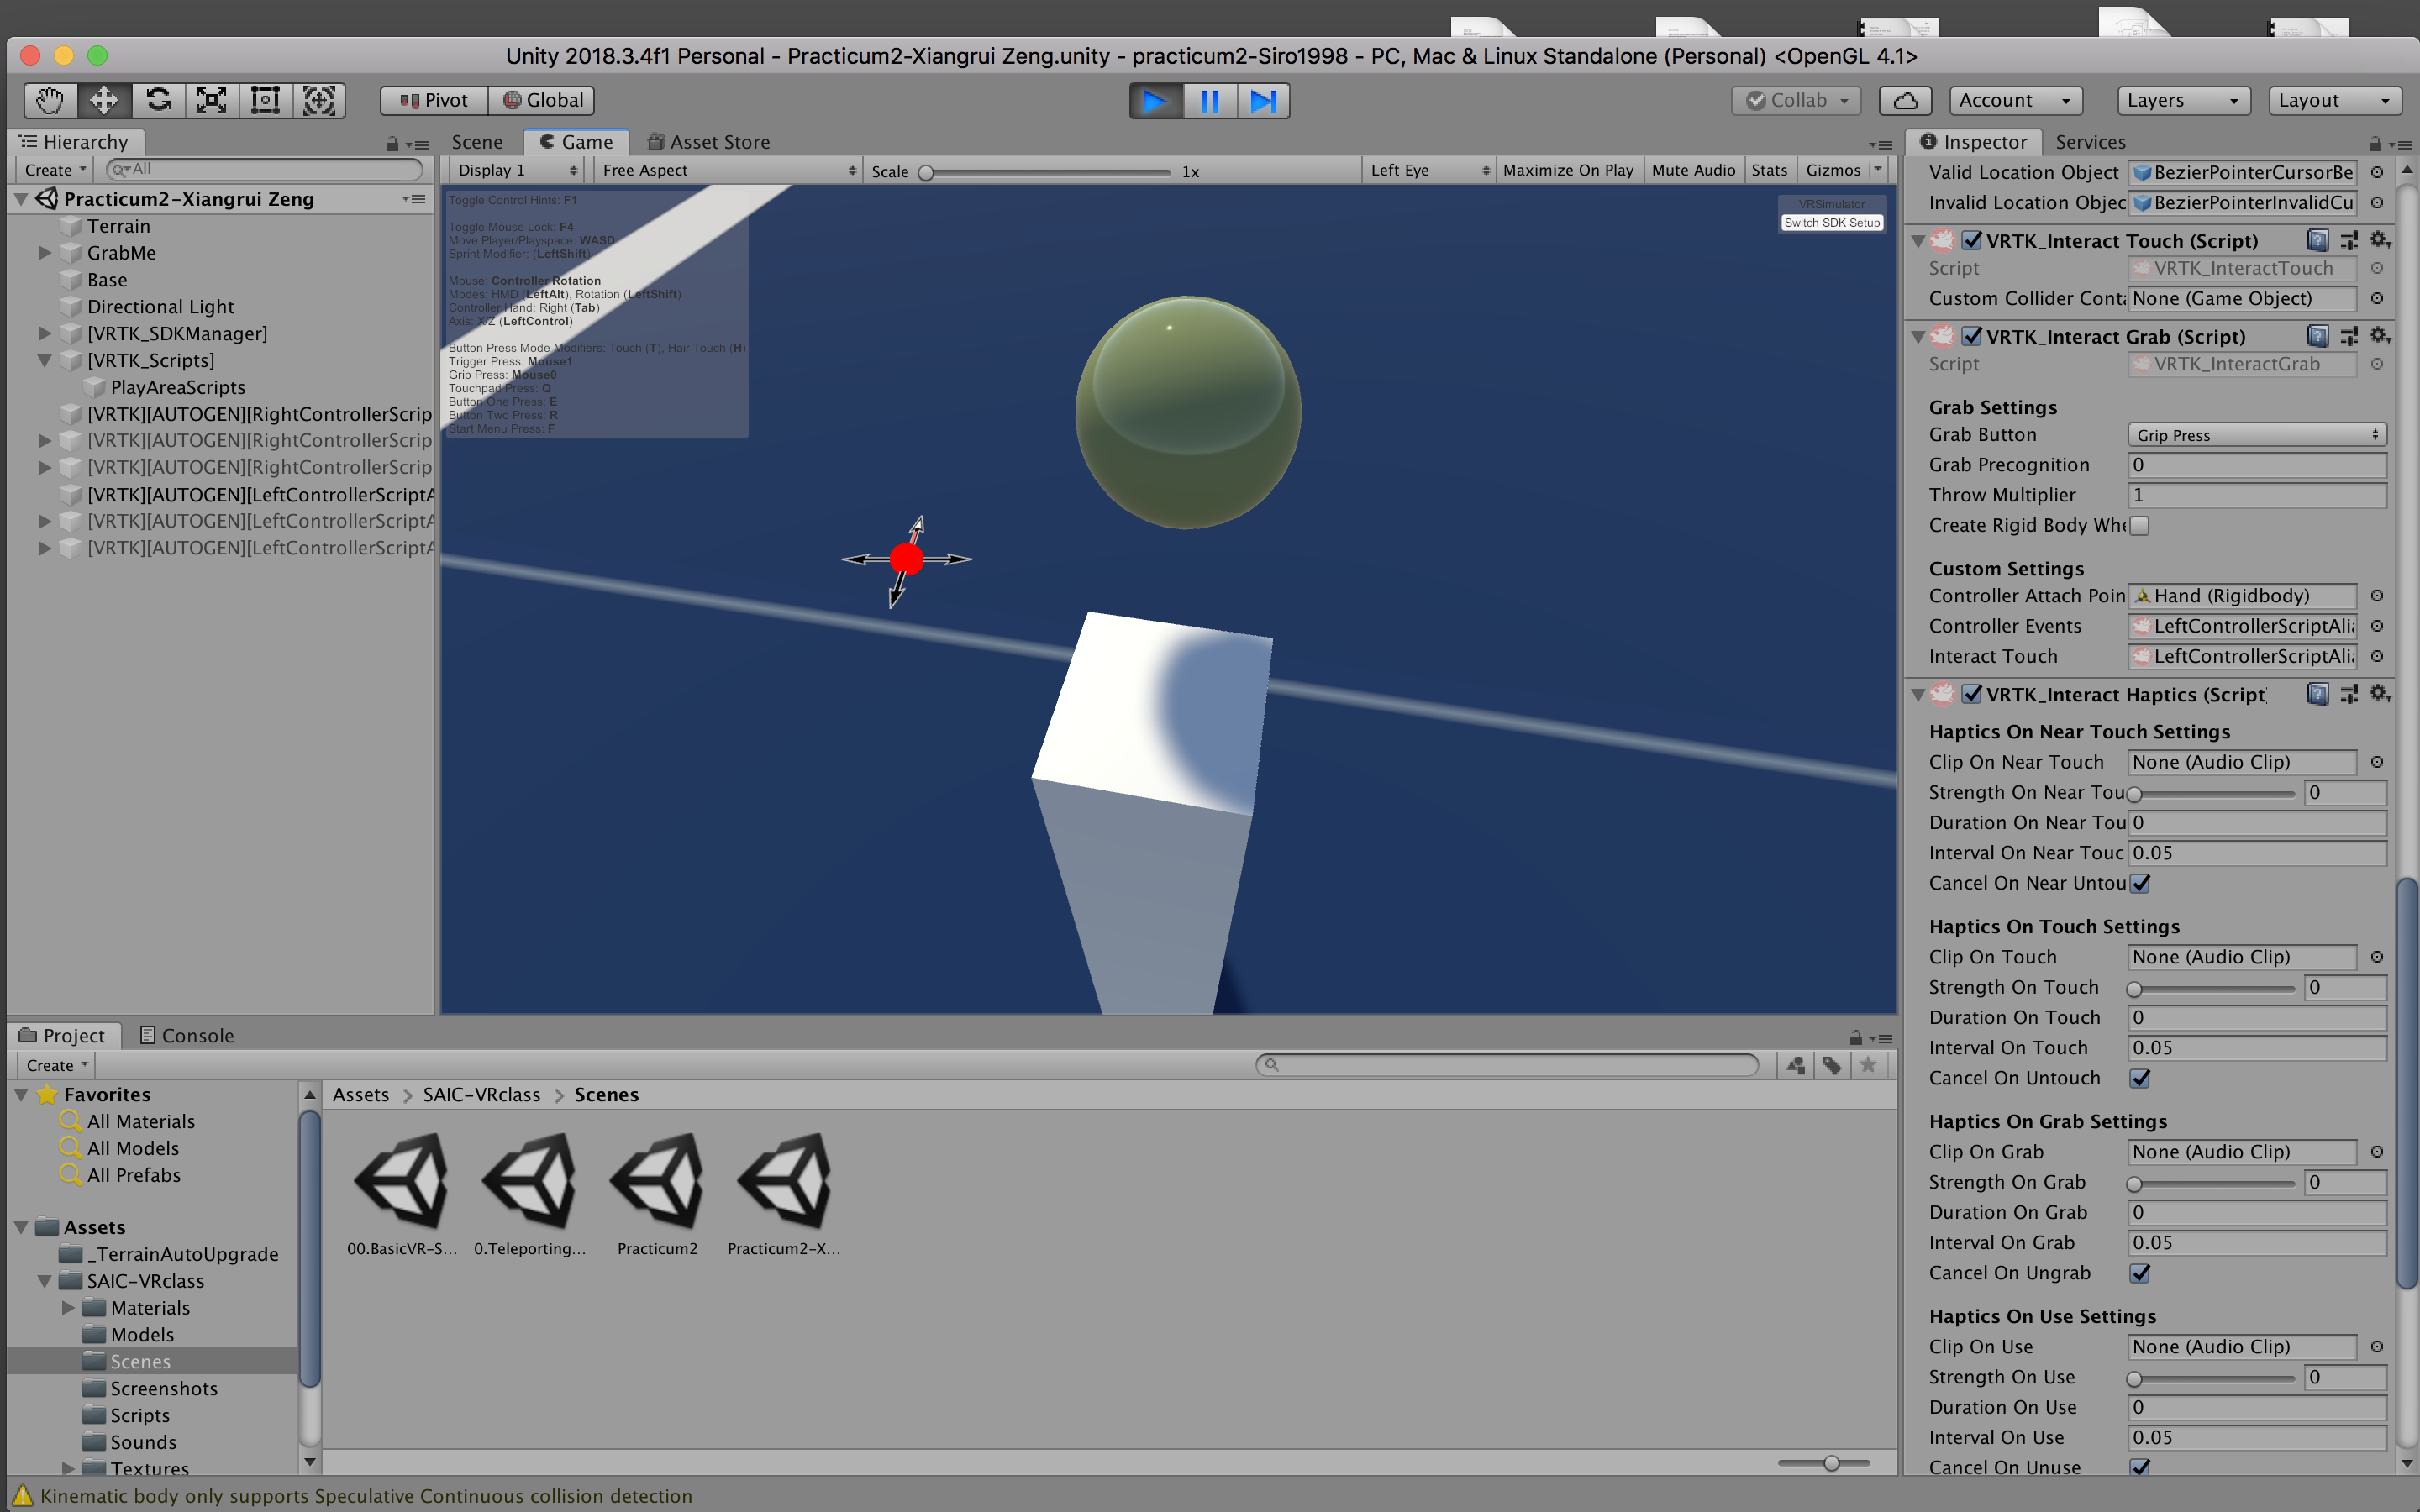 Unity 2018.3.4f1 Personal - Practicum2-Xiangrui Zeng.unity - practicum2-Siro1998 - PC, Mac & Linux Standalone (Personal) <OpenGL 4.1>
Pivot Global
Collab Account Layers Layout
Hierarchy
Create All
Practicum2-Xiangrui Zeng
Terrain
GrabMe
Base
Directional Light
[VRTK_SDKManager]
[VRTK_Scripts]
PlayAreaScripts
[VRTK][AUTOGEN][RightControllerScrip
[VRTK][AUTOGEN][RightControllerScrip
[VRTK][AUTOGEN][RightControllerScrip
[VRTK][AUTOGEN][LeftControllerScriptA
[VRTK][AUTOGEN][LeftControllerScriptA
[VRTK][AUTOGEN][LeftControllerScriptA
Scene Game Asset Store
Display 1 Free Aspect Scale 1x Left Eye Maximize On Play Mute Audio Stats Gizmos
Toggle Control Hints: F1
Toggle Mouse Lock: F4
Move Player/Playspace: WASD
Sprint Modifier: (LeftShift)
Mouse: Controller Rotation
Modes: HMD (LeftAlt), Rotation (LeftShift)
Controller Hand: Right (Tab)
Axis: X/Z (LeftControl)
Button Press Mode Modifiers: Touch (T), Hair Touch (H)
Trigger Press: Mouse1
Grip Press: Mouse0
Touchpad Press: Q
Button One Press: E
Button Two Press: R
Start Menu Press: F
VRSimulator
Switch SDK Setup
Inspector Services
Valid Location Object BezierPointerCursorBe
Invalid Location Objec BezierPointerInvalidCu
VRTK_Interact Touch (Script)
Script VRTK_InteractTouch
Custom Collider Conta None (Game Object)
VRTK_Interact Grab (Script)
Script VRTK_InteractGrab
Grab Settings
Grab Button Grip Press
Grab Precognition 0
Throw Multiplier 1
Create Rigid Body Whe
Custom Settings
Controller Attach Poin Hand (Rigidbody)
Controller Events LeftControllerScriptAlia
Interact Touch LeftControllerScriptAlia
VRTK_Interact Haptics (Script
Haptics On Near Touch Settings
Clip On Near Touch None (Audio Clip)
Strength On Near Tou 0
Duration On Near Tou 0
Interval On Near Touc 0.05
Cancel On Near Untou
Haptics On Touch Settings
Clip On Touch None (Audio Clip)
Strength On Touch 0
Duration On Touch 0
Interval On Touch 0.05
Cancel On Untouch
Haptics On Grab Settings
Clip On Grab None (Audio Clip)
Strength On Grab 0
Duration On Grab 0
Interval On Grab 0.05
Cancel On Ungrab
Haptics On Use Settings
Clip On Use None (Audio Clip)
Strength On Use 0
Duration On Use 0
Interval On Use 0.05
Cancel On Unuse
Project Console
Create
Favorites
All Materials
All Models
All Prefabs
Assets
_TerrainAutoUpgrade
SAIC-VRclass
Materials
Models
Scenes
Screenshots
Scripts
Sounds
Textures
Assets > SAIC-VRclass > Scenes
00.BasicVR-S... 0.Teleporting... Practicum2 Practicum2-X...
Kinematic body only supports Speculative Continuous collision detection